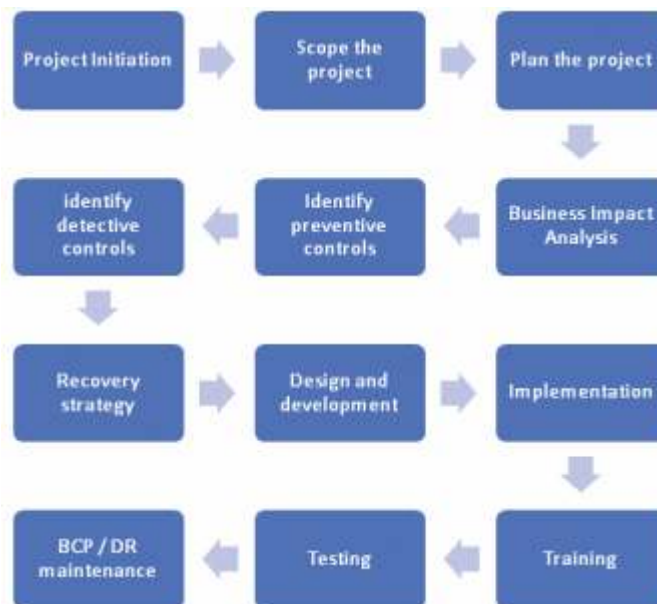 Project Initiation
Scope the
project
Plan the project
Business Impact
Analysis
Identify
preventive
controls
identify
detective
controls
Recovery
strategy
Design and
development
Implementation
Training
Testing
BCP / DR
maintenance